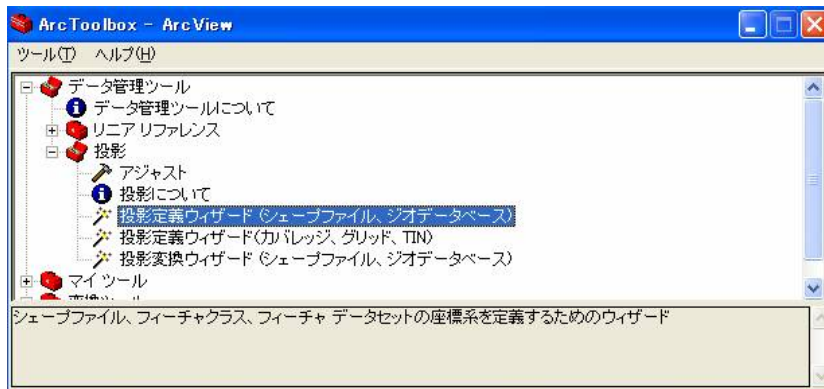 ArcToolbox - ArcView
ツール(T) ヘルプ(H)
データ管理ツール
データ管理ツールについて
リニア リファレンス
投影
アジャスト
投影について
投影定義ウィザード (シェープファイル、ジオデータベース)
投影定義ウィザード(カバレッジ、グリッド、TIN)
投影変換ウィザード (シェープファイル、ジオデータベース)
マイ ツール
シェープファイル、フィーチャクラス、フィーチャ データセットの座標系を定義するためのウィザード